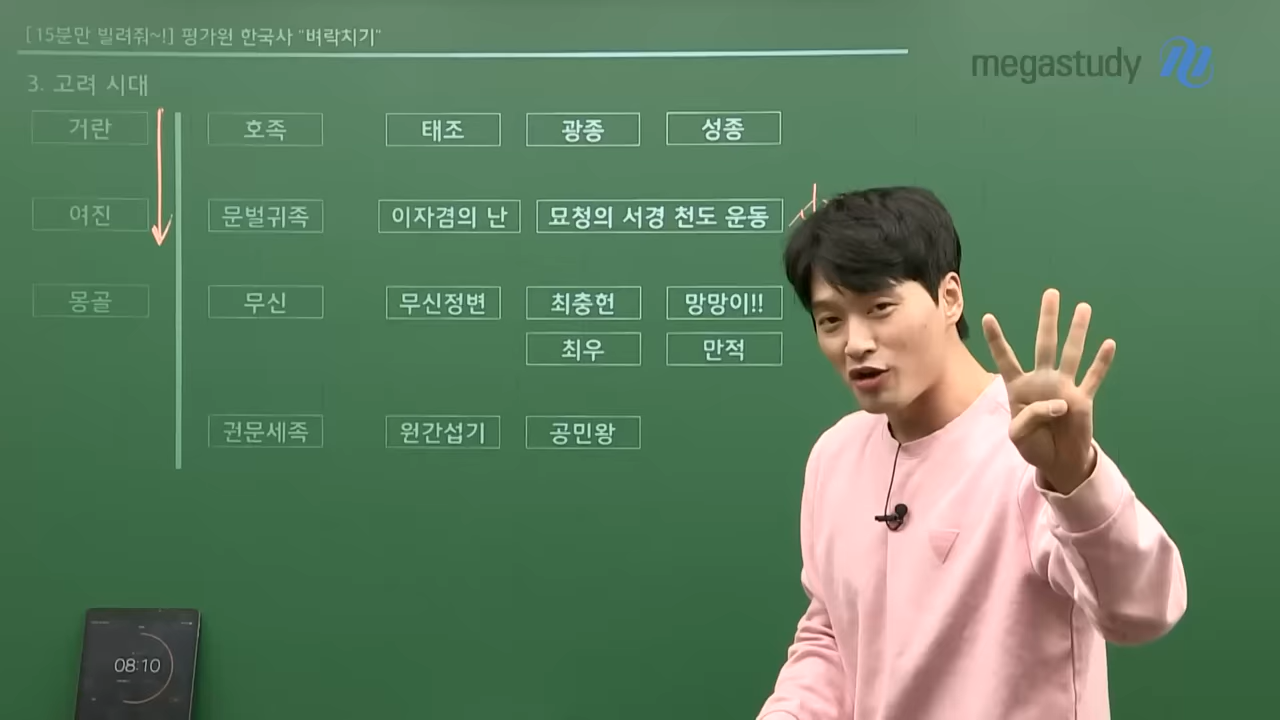 [15분만 빌려줘~!] 평가원 한국사 "벼락치기"
megastudy
3. 고려 시대
거란 호족 태조 광종 성종
여진 문벌귀족 이자겸의 난 묘청의 서경 천도 운동
몽골 무신 무신정변 최충헌 망망이!!
최우 만적
권문세족 원간섭기 공민왕
08:10